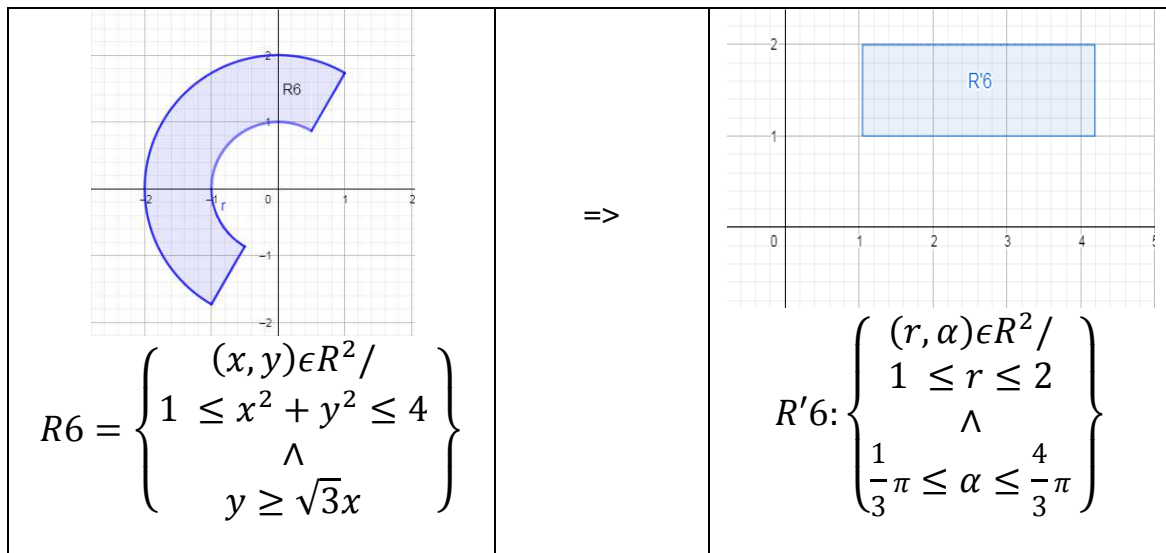 2
R6
1
-2
-1
r
0
1
2
-1
-2
R6 = { (x, y)ϵR² /
1 ≤ x² + y² ≤ 4
∧
y ≥ √3x }
=>
2
R'6
1
0
1
2
3
4
5
R′6: { (r, α)ϵR² /
1 ≤ r ≤ 2
∧
1/3 π ≤ α ≤ 4/3 π }